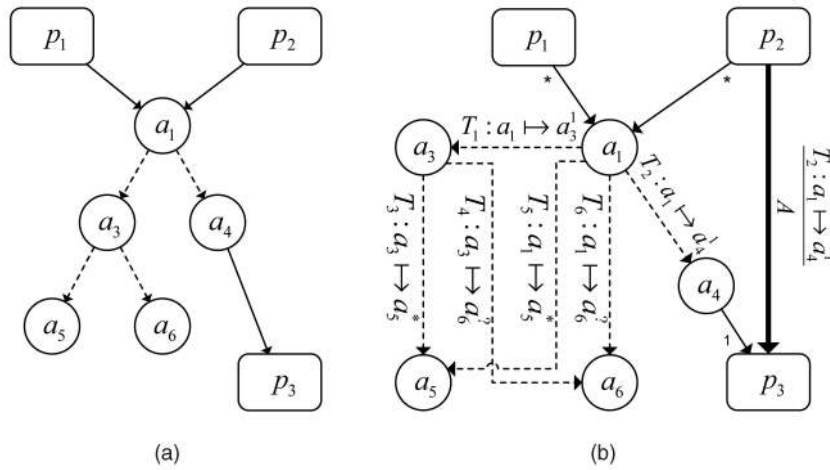 p₁
p₂
a₁
a₃
a₄
a₅
a₆
p₃
(a)
p₁
p₂
*
*
T₁ : a₁ ↦ a₃¹
a₃
a₁
T₂ : a₁ ↦ a₄¹
T₃ : a₃ ↦ a₅*
T₄ : a₃ ↦ a₆?
T₅ : a₁ ↦ a₅*
T₆ : a₁ ↦ a₆?
T₂ : a₁ ↦ a₄¹
A
a₄
1
a₅
a₆
p₃
(b)